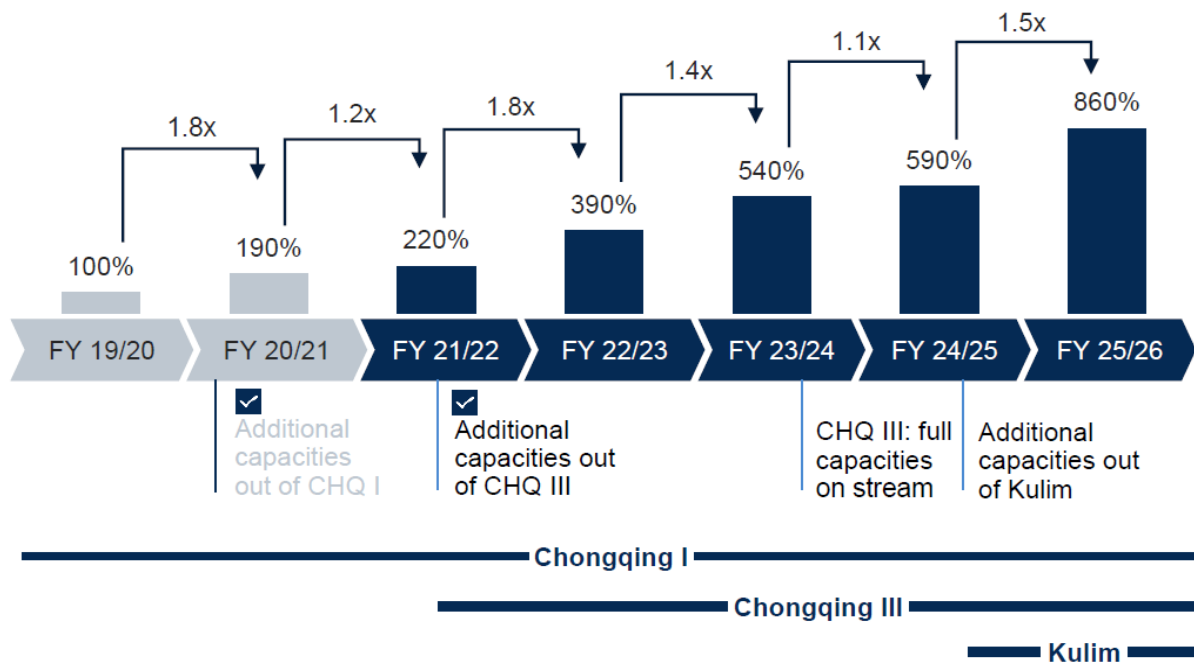 1.8x
1.2x
1.8x
1.4x
1.1x
1.5x
100%
190%
220%
390%
540%
590%
860%
FY 19/20
FY 20/21
FY 21/22
FY 22/23
FY 23/24
FY 24/25
FY 25/26
Additional
capacities
out of CHQ I
Additional
capacities out
of CHQ III
CHQ III: full
capacities
on stream
Additional
capacities out
of Kulim
Chongqing I
Chongqing III
Kulim